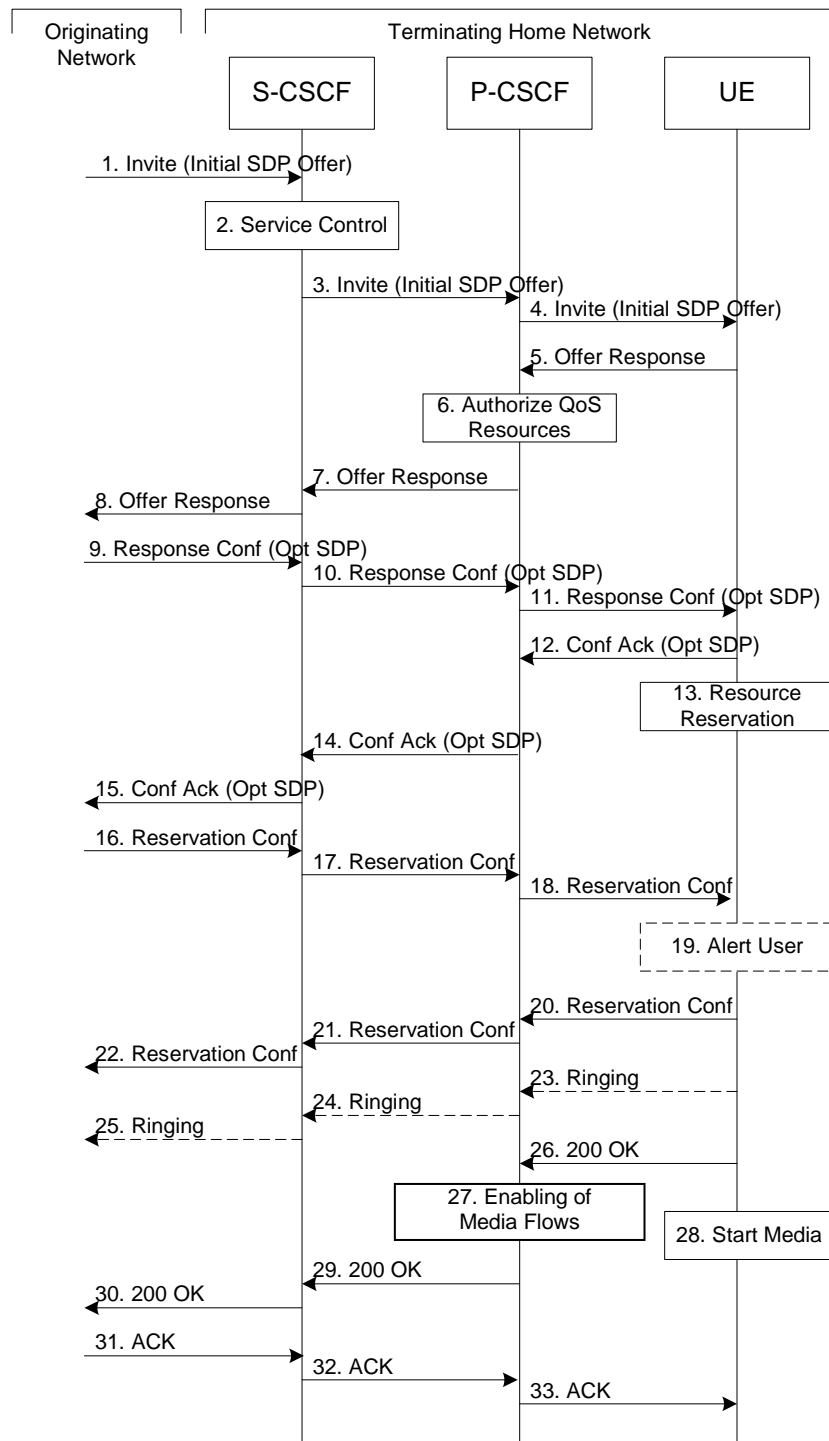 Originating
Network
Terminating Home Network
S-CSCF
P-CSCF
UE
1. Invite (Initial SDP Offer)
2. Service Control
3. Invite (Initial SDP Offer)
4. Invite (Initial SDP Offer)
5. Offer Response
6. Authorize QoS
Resources
7. Offer Response
8. Offer Response
9. Response Conf (Opt SDP)
10. Response Conf (Opt SDP)
11. Response Conf (Opt SDP)
12. Conf Ack (Opt SDP)
13. Resource
Reservation
14. Conf Ack (Opt SDP)
15. Conf Ack (Opt SDP)
16. Reservation Conf
17. Reservation Conf
18. Reservation Conf
19. Alert User
20. Reservation Conf
21. Reservation Conf
22. Reservation Conf
23. Ringing
24. Ringing
25. Ringing
26. 200 OK
27. Enabling of
Media Flows
28. Start Media
29. 200 OK
30. 200 OK
31. ACK
32. ACK
33. ACK